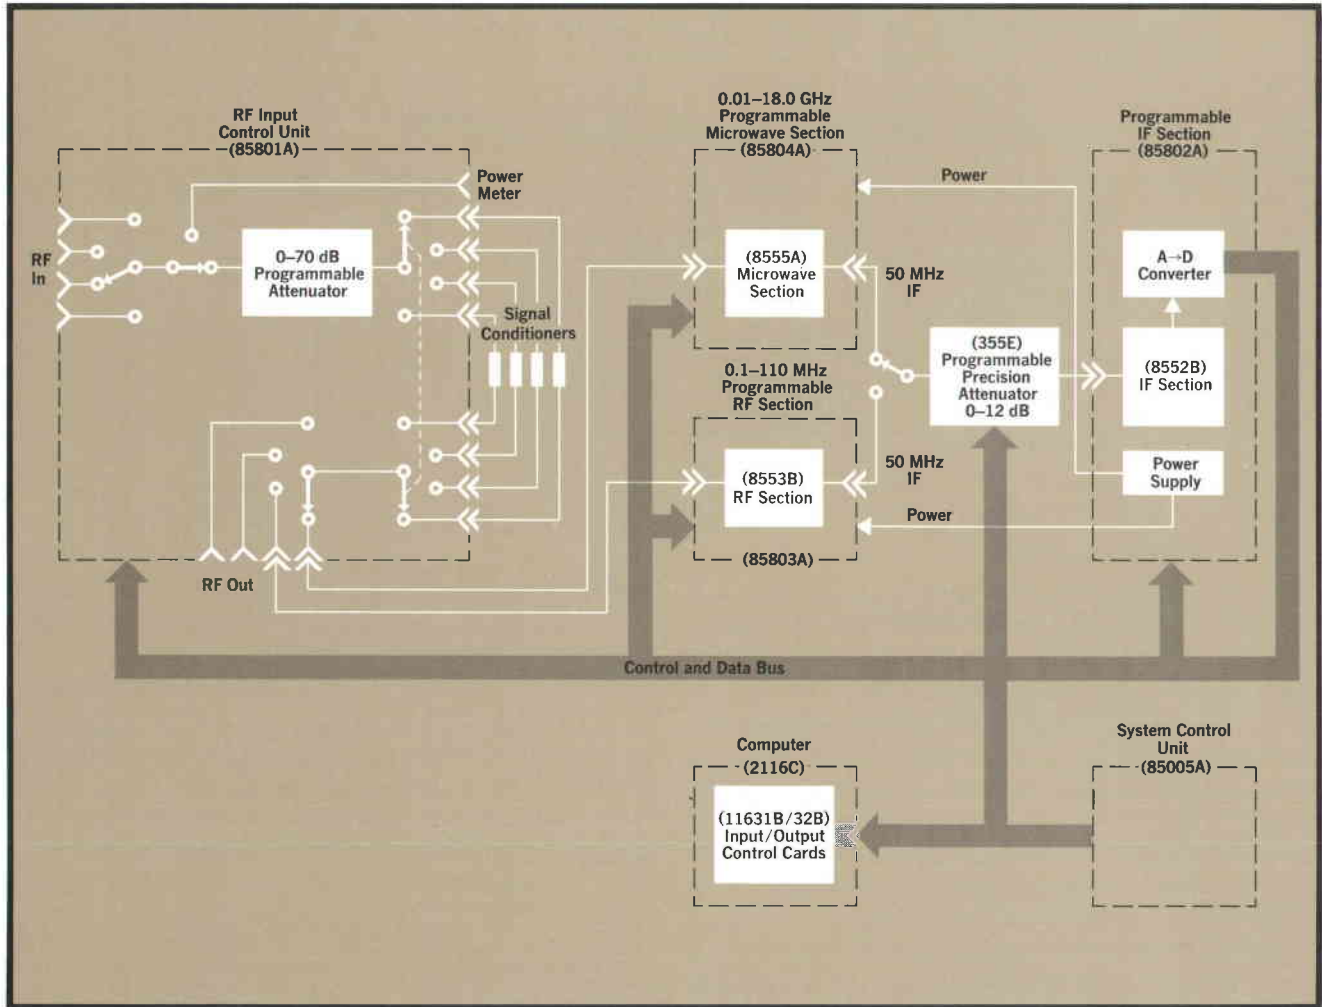 RF Input
Control Unit
(85801A)
Power
Meter
RF
In
0–70 dB
Programmable
Attenuator
Signal
Conditioners
RF Out
0.01–18.0 GHz
Programmable
Microwave Section
(85804A)
(8555A)
Microwave
Section
50 MHz
IF
0.1–110 MHz
Programmable
RF Section
(8553B)
RF Section
(85803A)
50 MHz
IF
Power
Power
(355E)
Programmable
Precision
Attenuator
0–12 dB
Programmable
IF Section
(85802A)
A→D
Converter
(8552B)
IF Section
Power
Supply
Control and Data Bus
Computer
(2116C)
(11631B/32B)
Input/Output
Control Cards
System Control
Unit
(85005A)